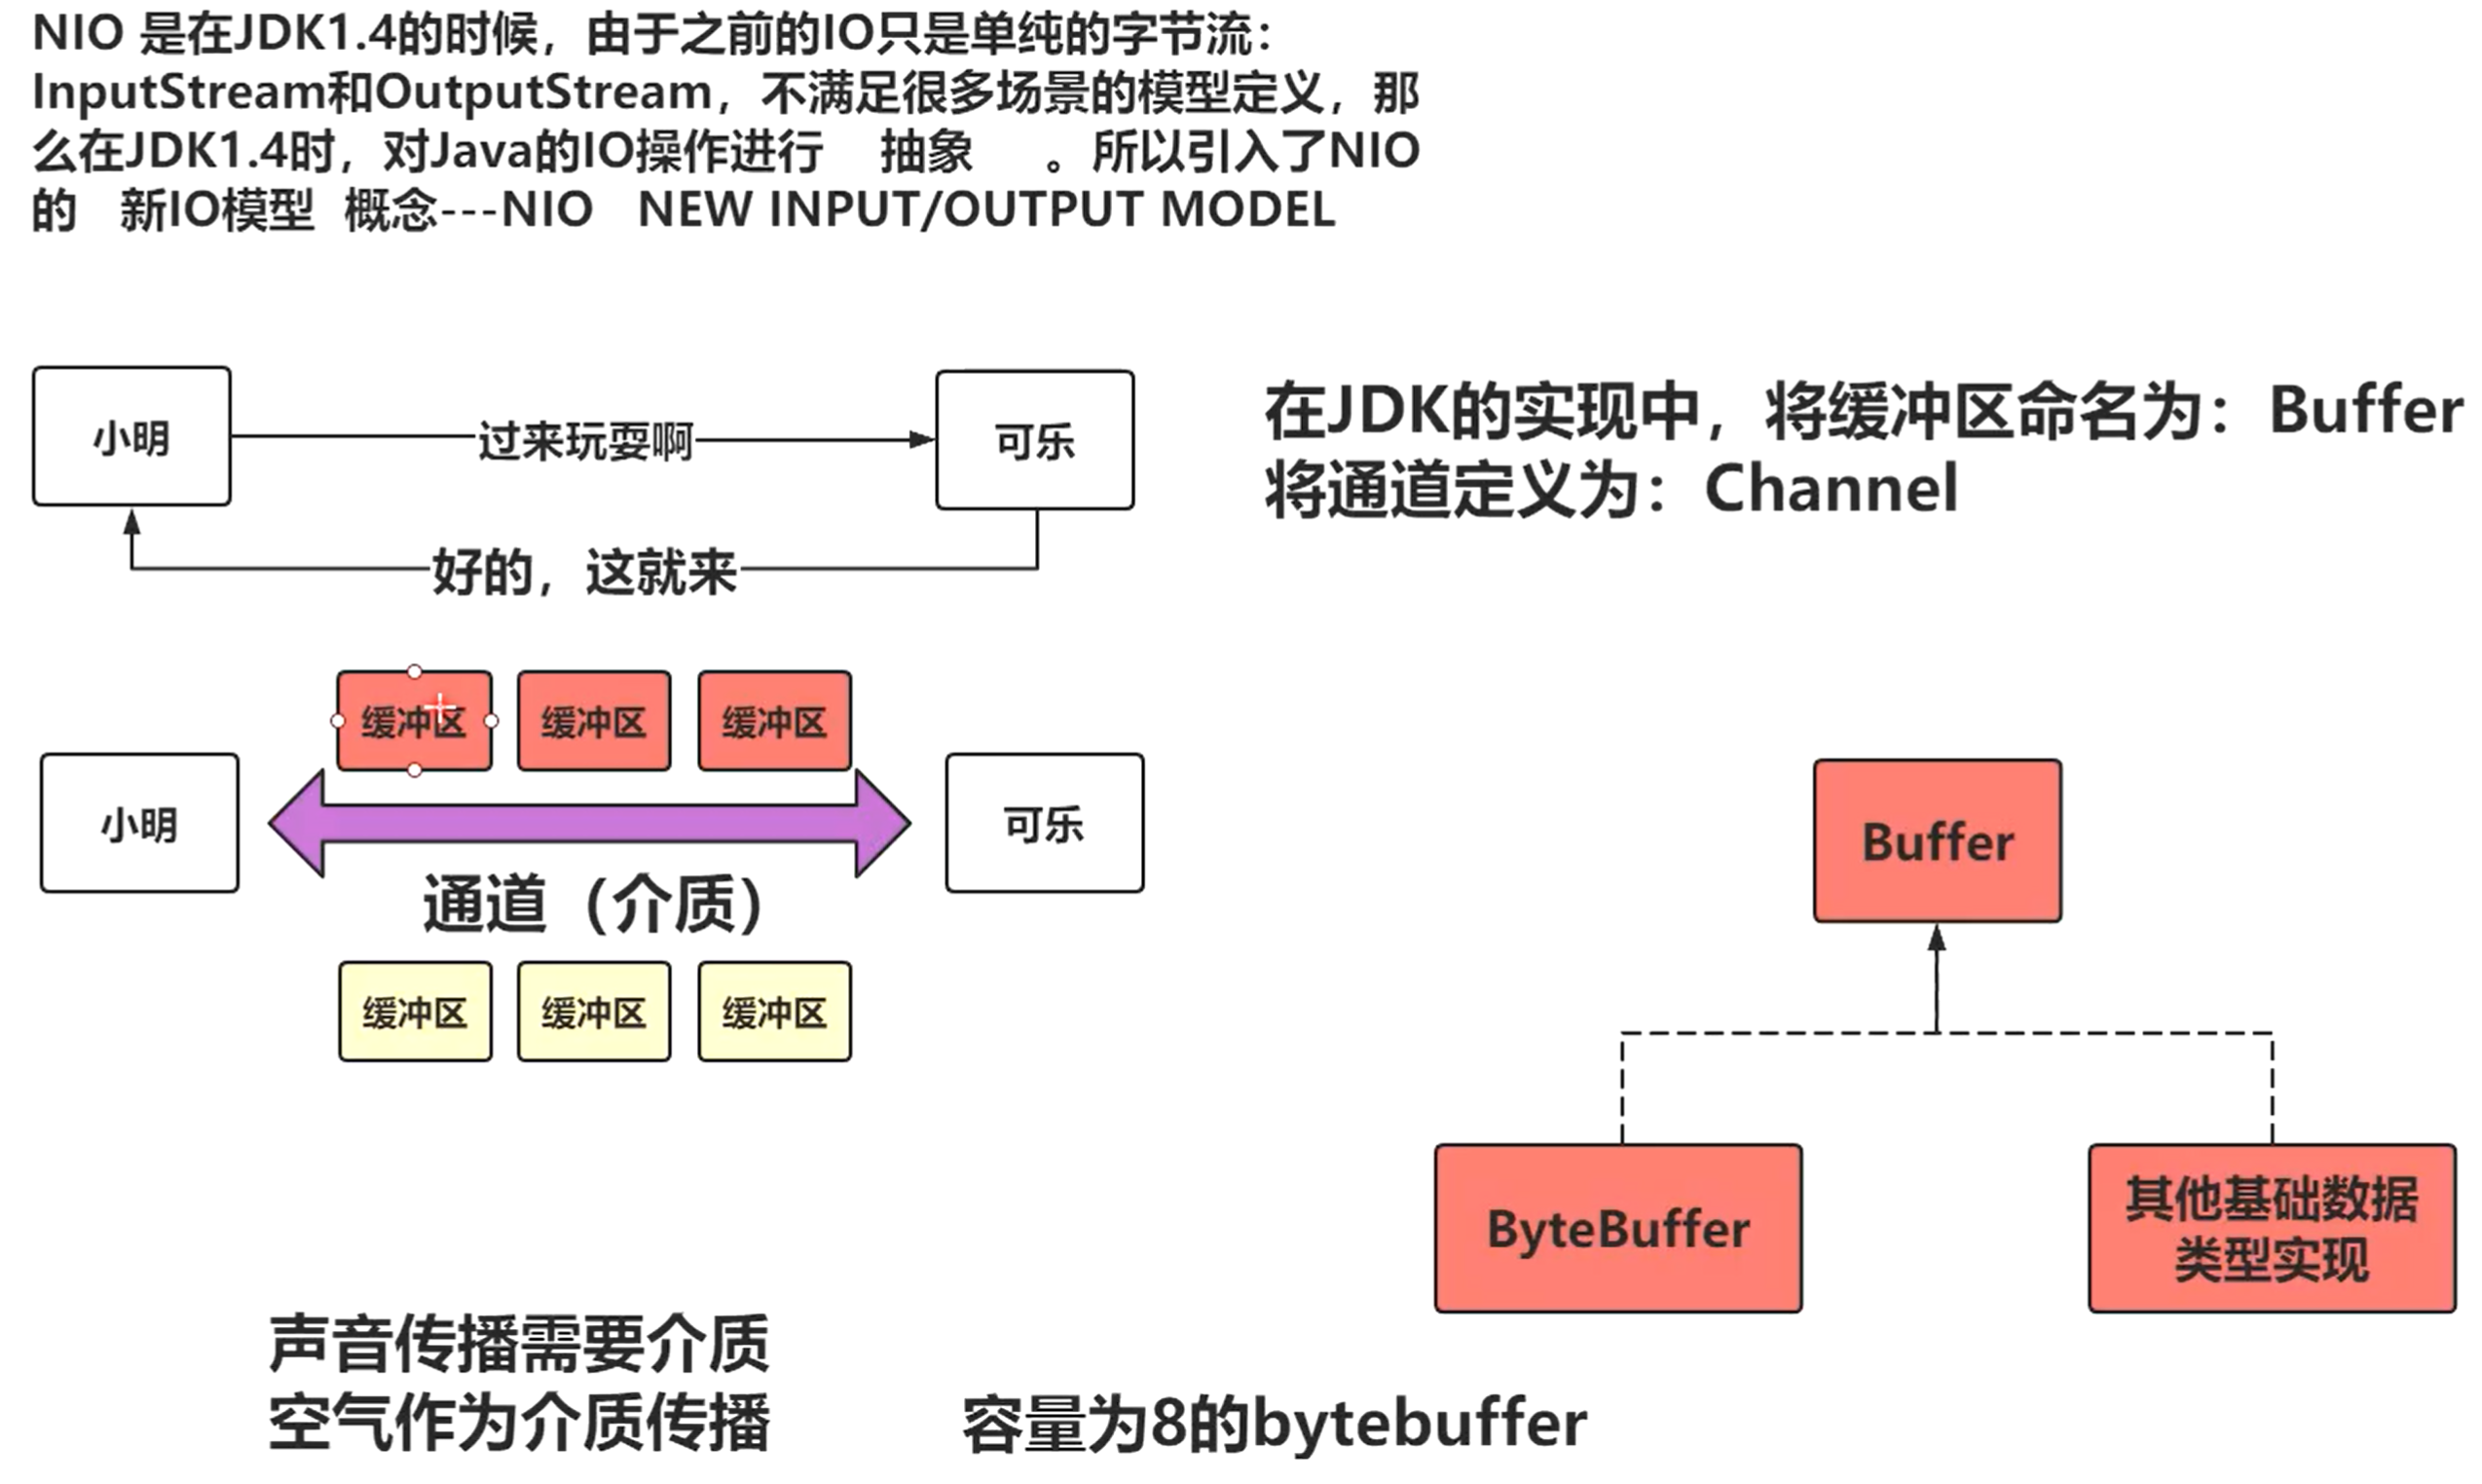 NIO 是在JDK1.4的时候，由于之前的IO只是单纯的字节流：
InputStream和OutputStream，不满足很多场景的模型定义，那
么在JDK1.4时，对Java的IO操作进行 抽象 。所以引入了NIO
的 新IO模型 概念---NIO NEW INPUT/OUTPUT MODEL
小明
过来玩耍啊
可乐
好的，这就来
在JDK的实现中，将缓冲区命名为：Buffer
将通道定义为：Channel
缓冲区
缓冲区
缓冲区
小明
可乐
通道（介质）
缓冲区
缓冲区
缓冲区
Buffer
ByteBuffer
其他基础数据
类型实现
声音传播需要介质
空气作为介质传播
容量为8的bytebuffer